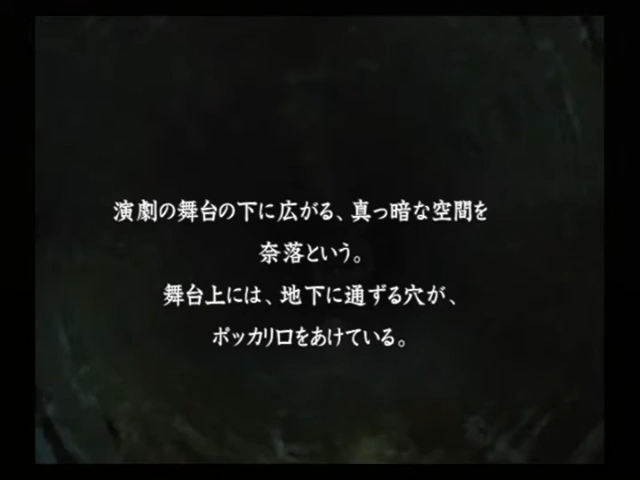 演劇の舞台の下に広がる、真っ暗な空間を
奈落という。
舞台上には、地下に通ずる穴が、
ポッカリ口をあけている。